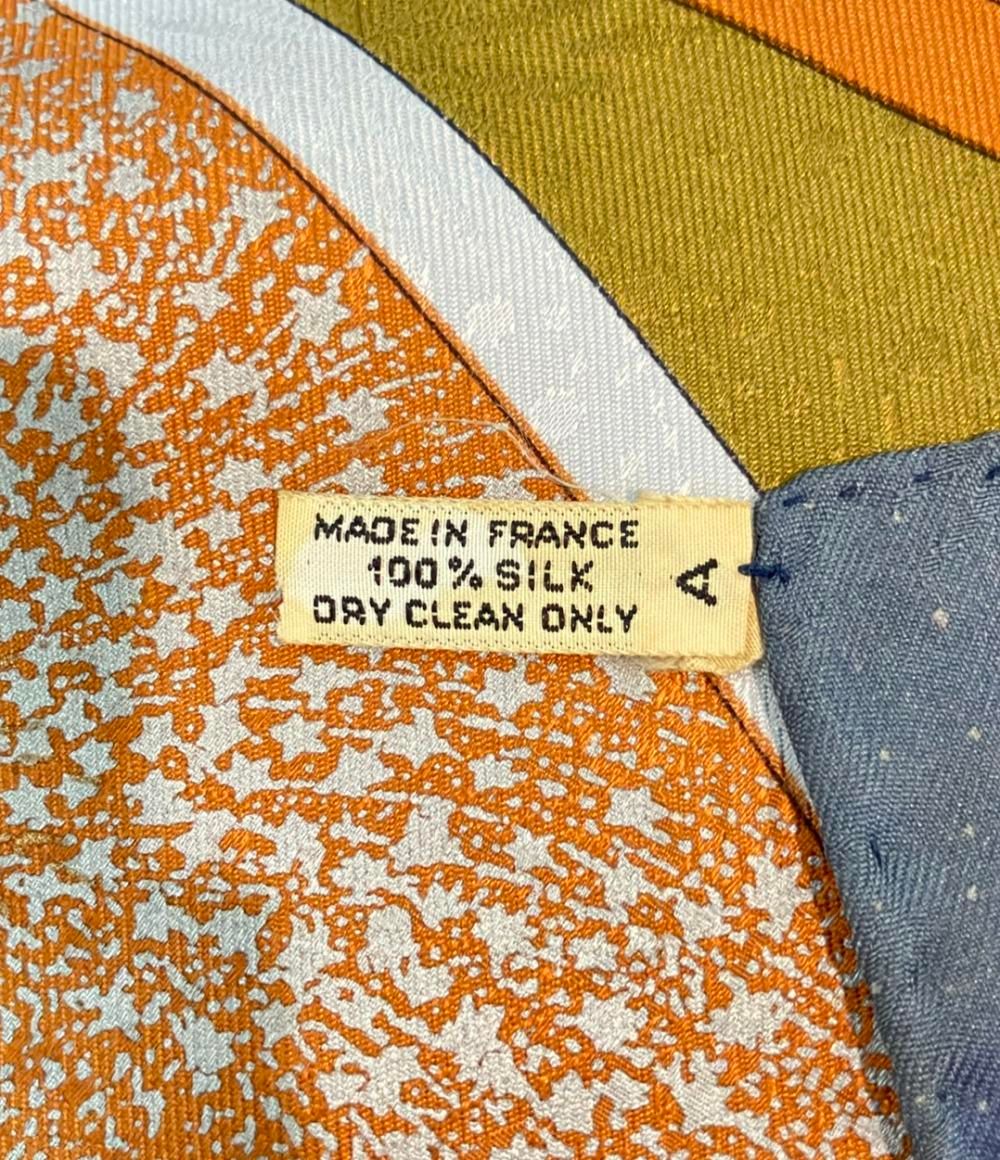 MADE IN FRANCE
100% SILK
DRY CLEAN ONLY
A